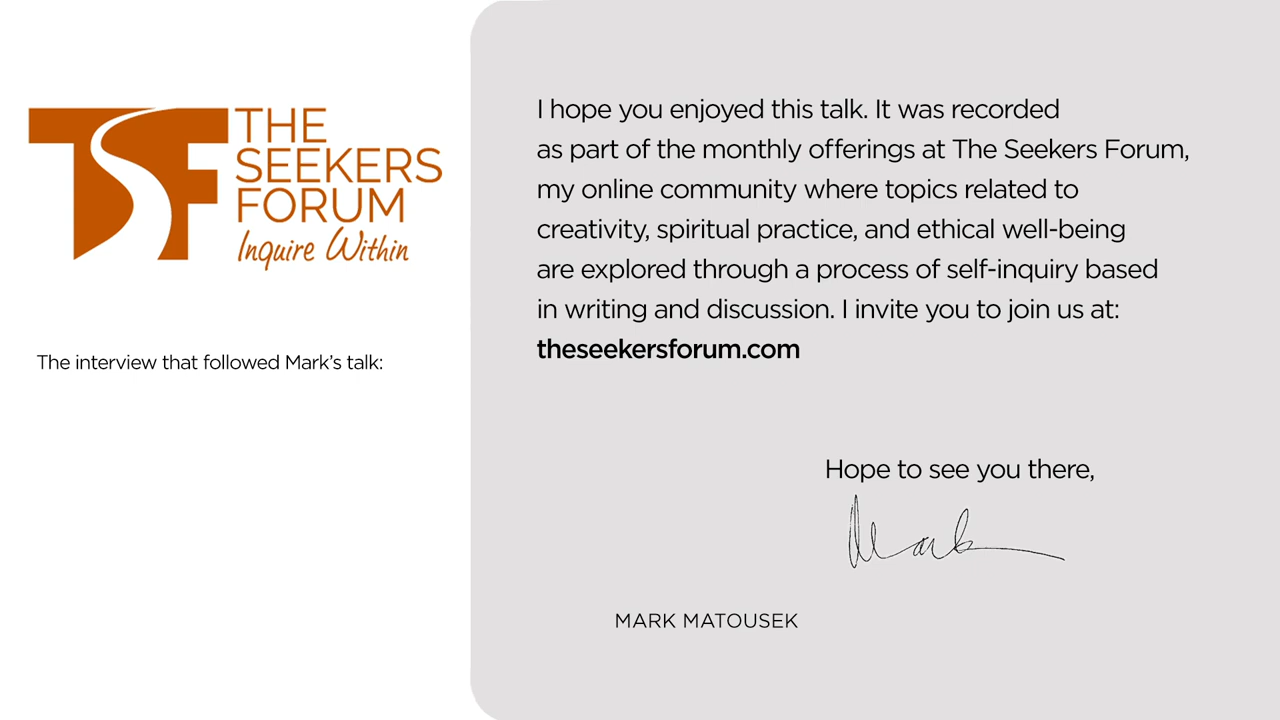 TSF
THE
SEEKERS
FORUM
Inquire Within
The interview that followed Mark's talk:
I hope you enjoyed this talk. It was recorded
as part of the monthly offerings at The Seekers Forum,
my online community where topics related to
creativity, spiritual practice, and ethical well-being
are explored through a process of self-inquiry based
in writing and discussion. I invite you to join us at:
theseekersforum.com
Hope to see you there,
Mark
MARK MATOUSEK